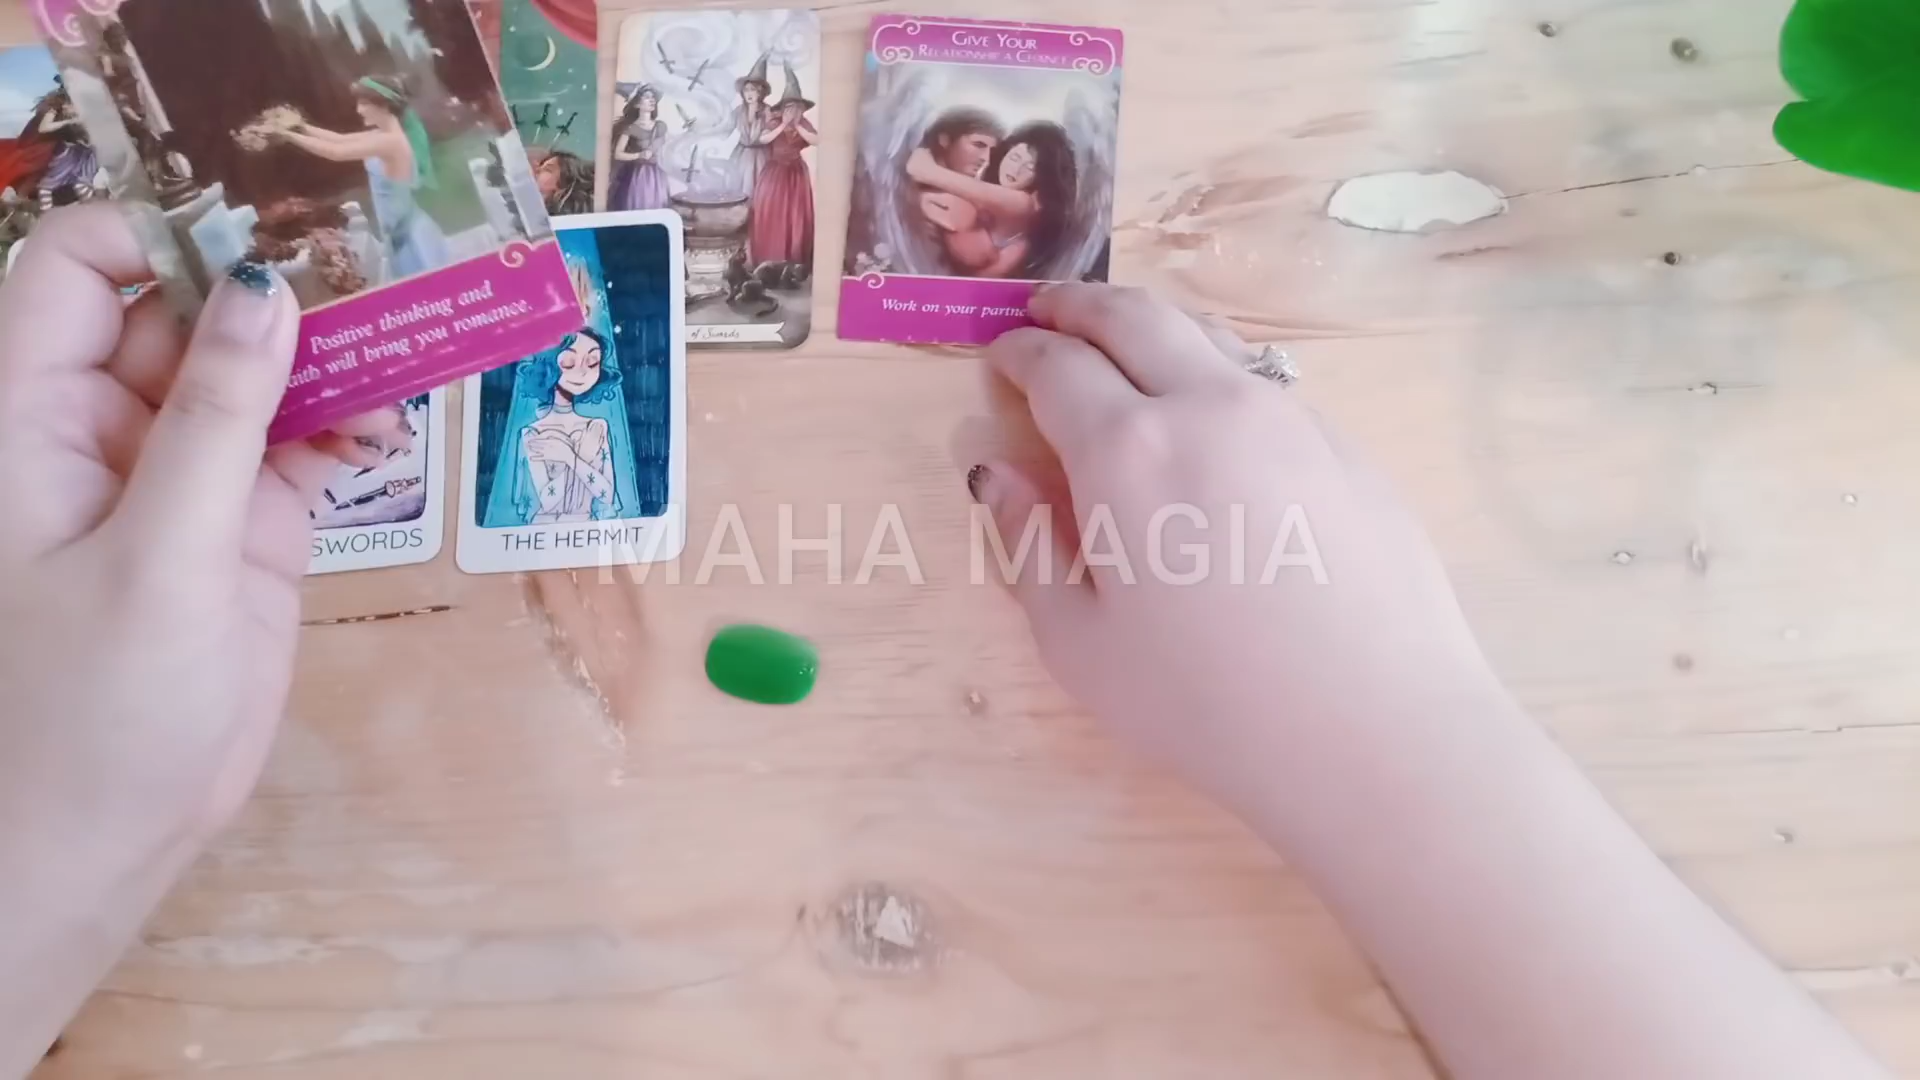 GIVE YOUR
RELATIONSHIP A CHANCE
Work on your partne
Positive thinking and
aith will bring you romance.
of Swords
SWORDS
THE HERMIT
MAHA MAGIA